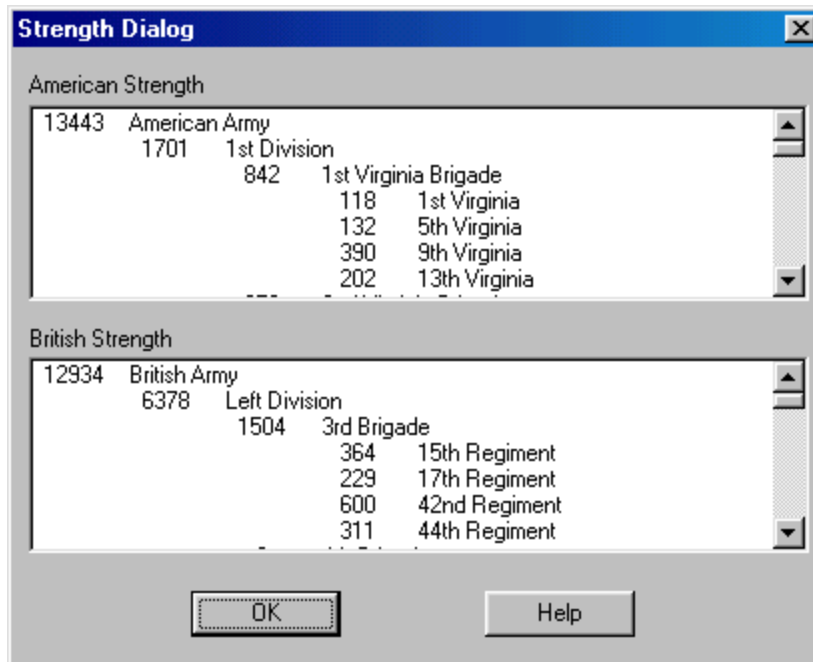 Strength Dialog
American Strength
13443 American Army
1701 1st Division
842 1st Virginia Brigade
118 1st Virginia
132 5th Virginia
390 9th Virginia
202 13th Virginia
British Strength
12934 British Army
6378 Left Division
1504 3rd Brigade
364 15th Regiment
229 17th Regiment
600 42nd Regiment
311 44th Regiment
OK Help